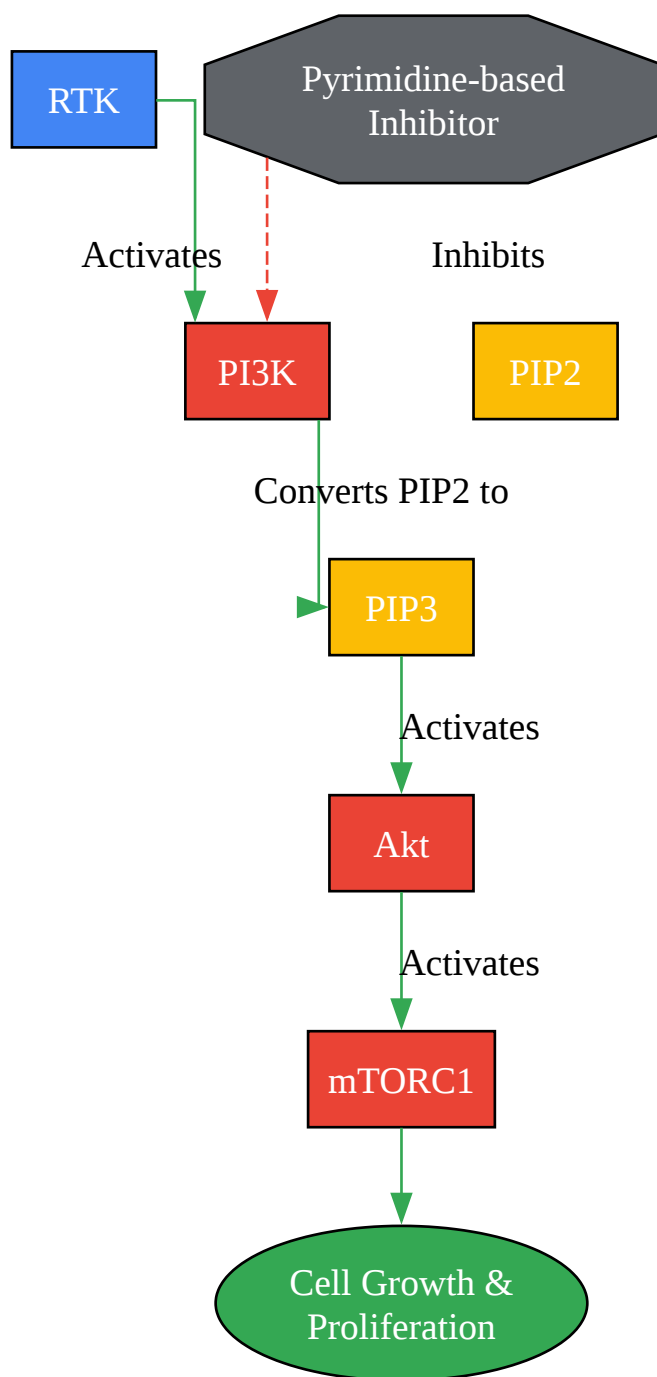 RTK
Pyrimidine-based
Inhibitor
Activates
Inhibits
PI3K
PIP2
Converts PIP2 to
PIP3
Activates
Akt
Activates
mTORC1
Cell Growth &
Proliferation